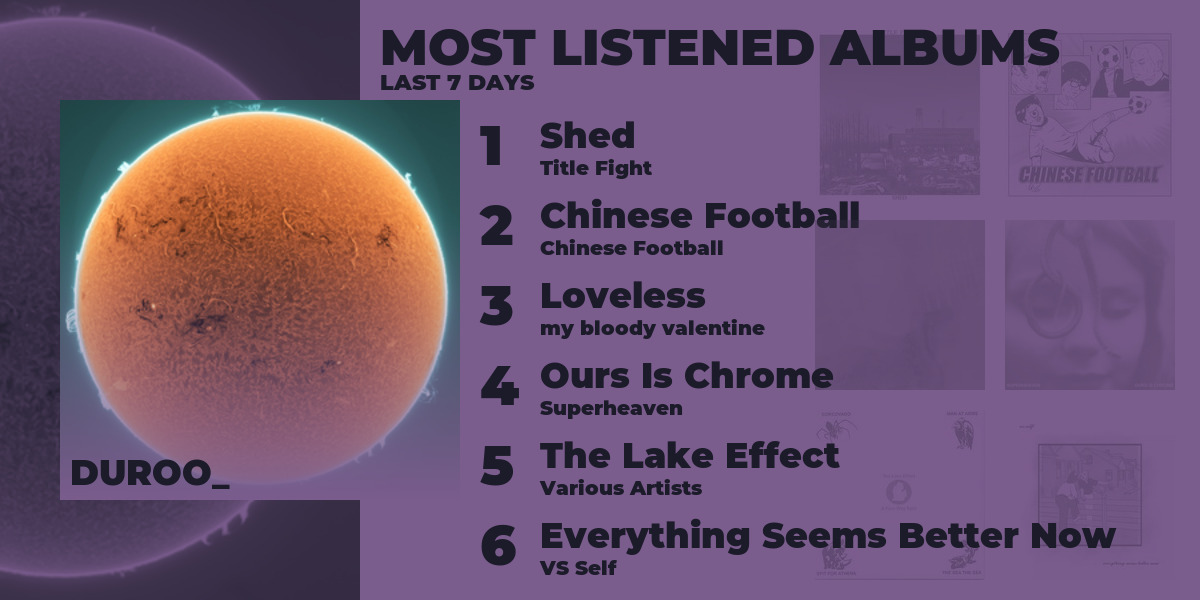 MOST LISTENED ALBUMS
LAST 7 DAYS
1
Shed
Title Fight
2
Chinese Football
Chinese Football
3
Loveless
my bloody valentine
4
Ours Is Chrome
Superheaven
5
The Lake Effect
Various Artists
6
Everything Seems Better Now
VS Self
DUROO_
CHINESE FOOTBALL